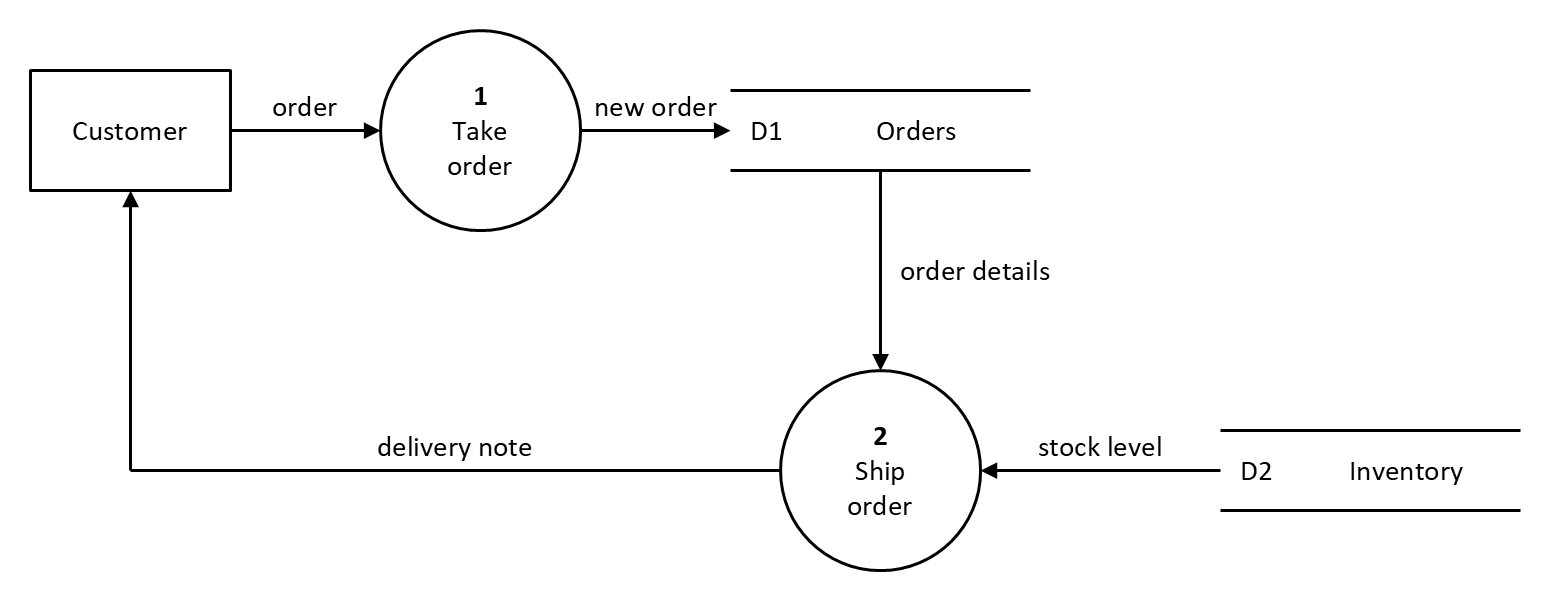 Customer
order
1
Take
order
new order
D1 Orders
order details
delivery note
2
Ship
order
stock level
D2 Inventory